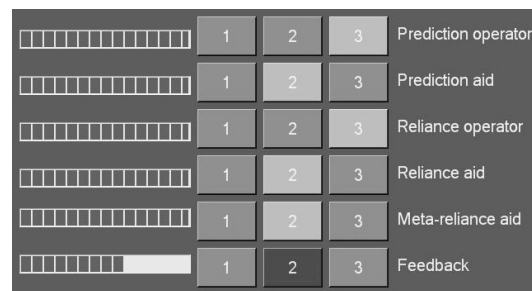 1 2 3 Prediction operator
1 2 3 Prediction aid
1 2 3 Reliance operator
1 2 3 Reliance aid
1 2 3 Meta-reliance aid
1 2 3 Feedback